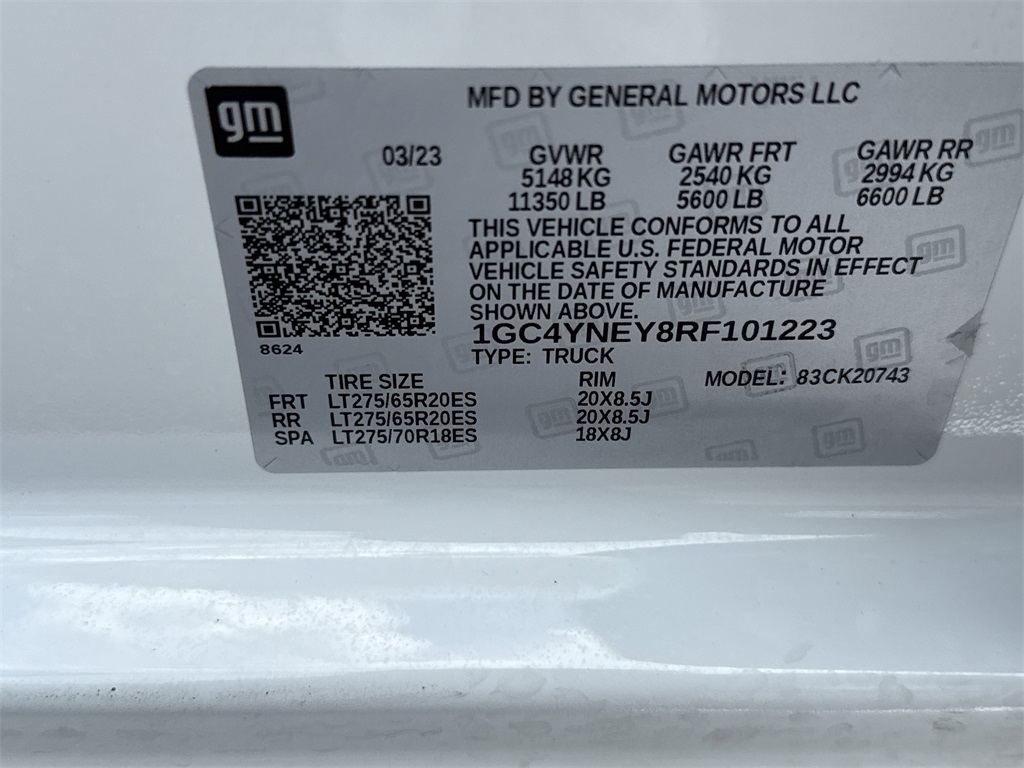 gm
MFD BY GENERAL MOTORS LLC
03/23 GVWR GAWR FRT GAWR RR
5148 KG 2540 KG 2994 KG
11350 LB 5600 LB 6600 LB
THIS VEHICLE CONFORMS TO ALL
APPLICABLE U.S. FEDERAL MOTOR
VEHICLE SAFETY STANDARDS IN EFFECT
ON THE DATE OF MANUFACTURE
SHOWN ABOVE.
1GC4YNEY8RF101223
8624
TYPE: TRUCK
TIRE SIZE RIM MODEL: 83CK20743
FRT LT275/65R20ES 20X8.5J
RR LT275/65R20ES 20X8.5J
SPA LT275/70R18ES 18X8J